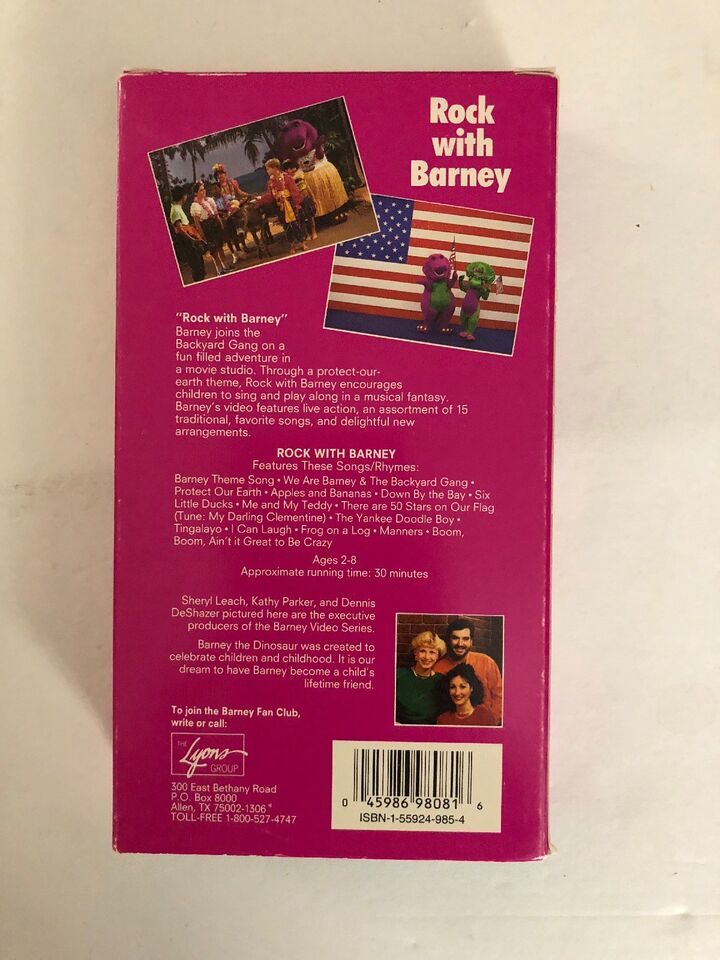 Rock
with
Barney
"Rock with Barney"
Barney joins the
Backyard Gang on a
fun filled adventure in
a movie studio. Through a protect-our-
earth theme, Rock with Barney encourages
children to sing and play along in a musical fantasy.
Barney's video features live action, an assortment of 15
traditional, favorite songs, and delightful new
arrangements.
ROCK WITH BARNEY
Features These Songs/Rhymes:
Barney Theme Song • We Are Barney & The Backyard Gang •
Protect Our Earth • Apples and Bananas • Down By the Bay • Six
Little Ducks • Me and My Teddy • There are 50 Stars on Our Flag
(Tune: My Darling Clementine) • The Yankee Doodle Boy •
Tingalayo • I Can Laugh • Frog on a Log • Manners • Boom,
Boom, Ain't it Great to Be Crazy
Ages 2-8
Approximate running time: 30 minutes
Sheryl Leach, Kathy Parker, and Dennis
DeShazer pictured here are the executive
producers of the Barney Video Series.
Barney the Dinosaur was created to
celebrate children and childhood. It is our
dream to have Barney become a child's
lifetime friend.
To join the Barney Fan Club,
write or call:
THE
Lyons
GROUP
300 East Bethany Road
P.O. Box 8000
Allen, TX 75002-1306
TOLL-FREE 1-800-527-4747
0 45986 98081 6
ISBN-1-55924-985-4